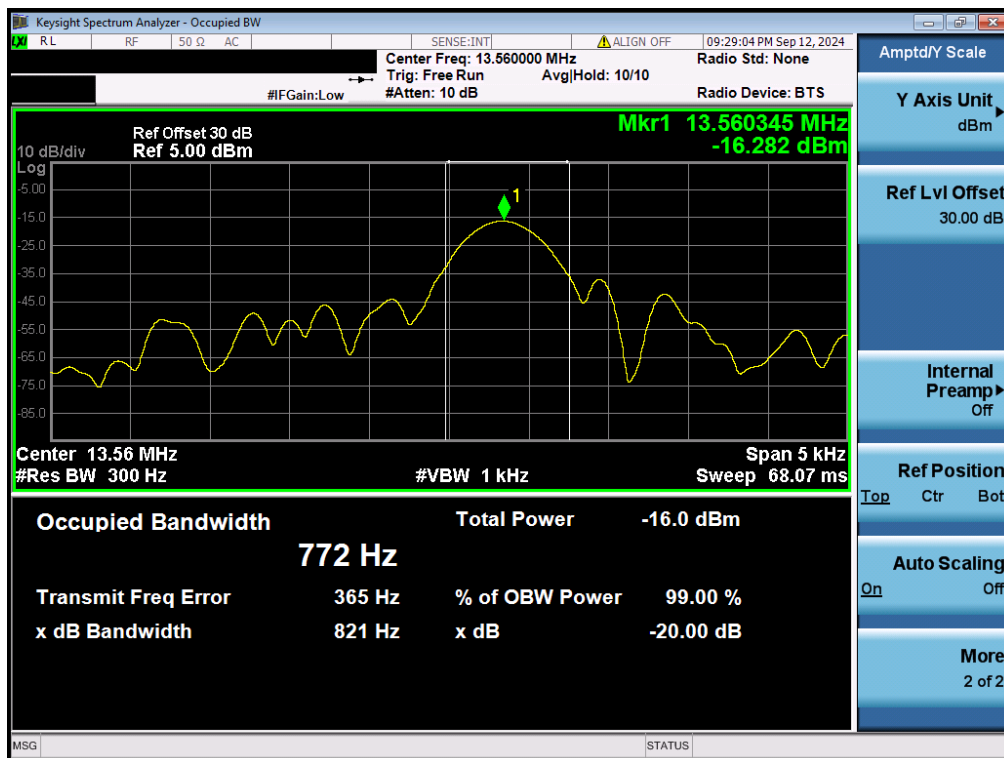 Keysight Spectrum Analyzer - Occupied BW
LXI RL RF 50 Ω AC SENSE:INT ALIGN OFF 09:29:04 PM Sep 12, 2024
Center Freq: 13.560000 MHz Radio Std: None
Trig: Free Run Avg|Hold: 10/10
#IFGain:Low #Atten: 10 dB Radio Device: BTS
Ref Offset 30 dB Mkr1 13.560345 MHz
10 dB/div Ref 5.00 dBm -16.282 dBm
Log
1
-5.00
-15.0
-25.0
-35.0
-45.0
-55.0
-65.0
-75.0
-85.0
Center 13.56 MHz Span 5 kHz
#Res BW 300 Hz #VBW 1 kHz Sweep 68.07 ms
Occupied Bandwidth Total Power -16.0 dBm
772 Hz
Transmit Freq Error 365 Hz % of OBW Power 99.00 %
x dB Bandwidth 821 Hz x dB -20.00 dB
MSG STATUS
Amptd/Y Scale
Y Axis Unit
dBm
Ref Lvl Offset
30.00 dB
Internal
Preamp
Off
Ref Position
Top Ctr Bot
Auto Scaling
On Off
More
2 of 2